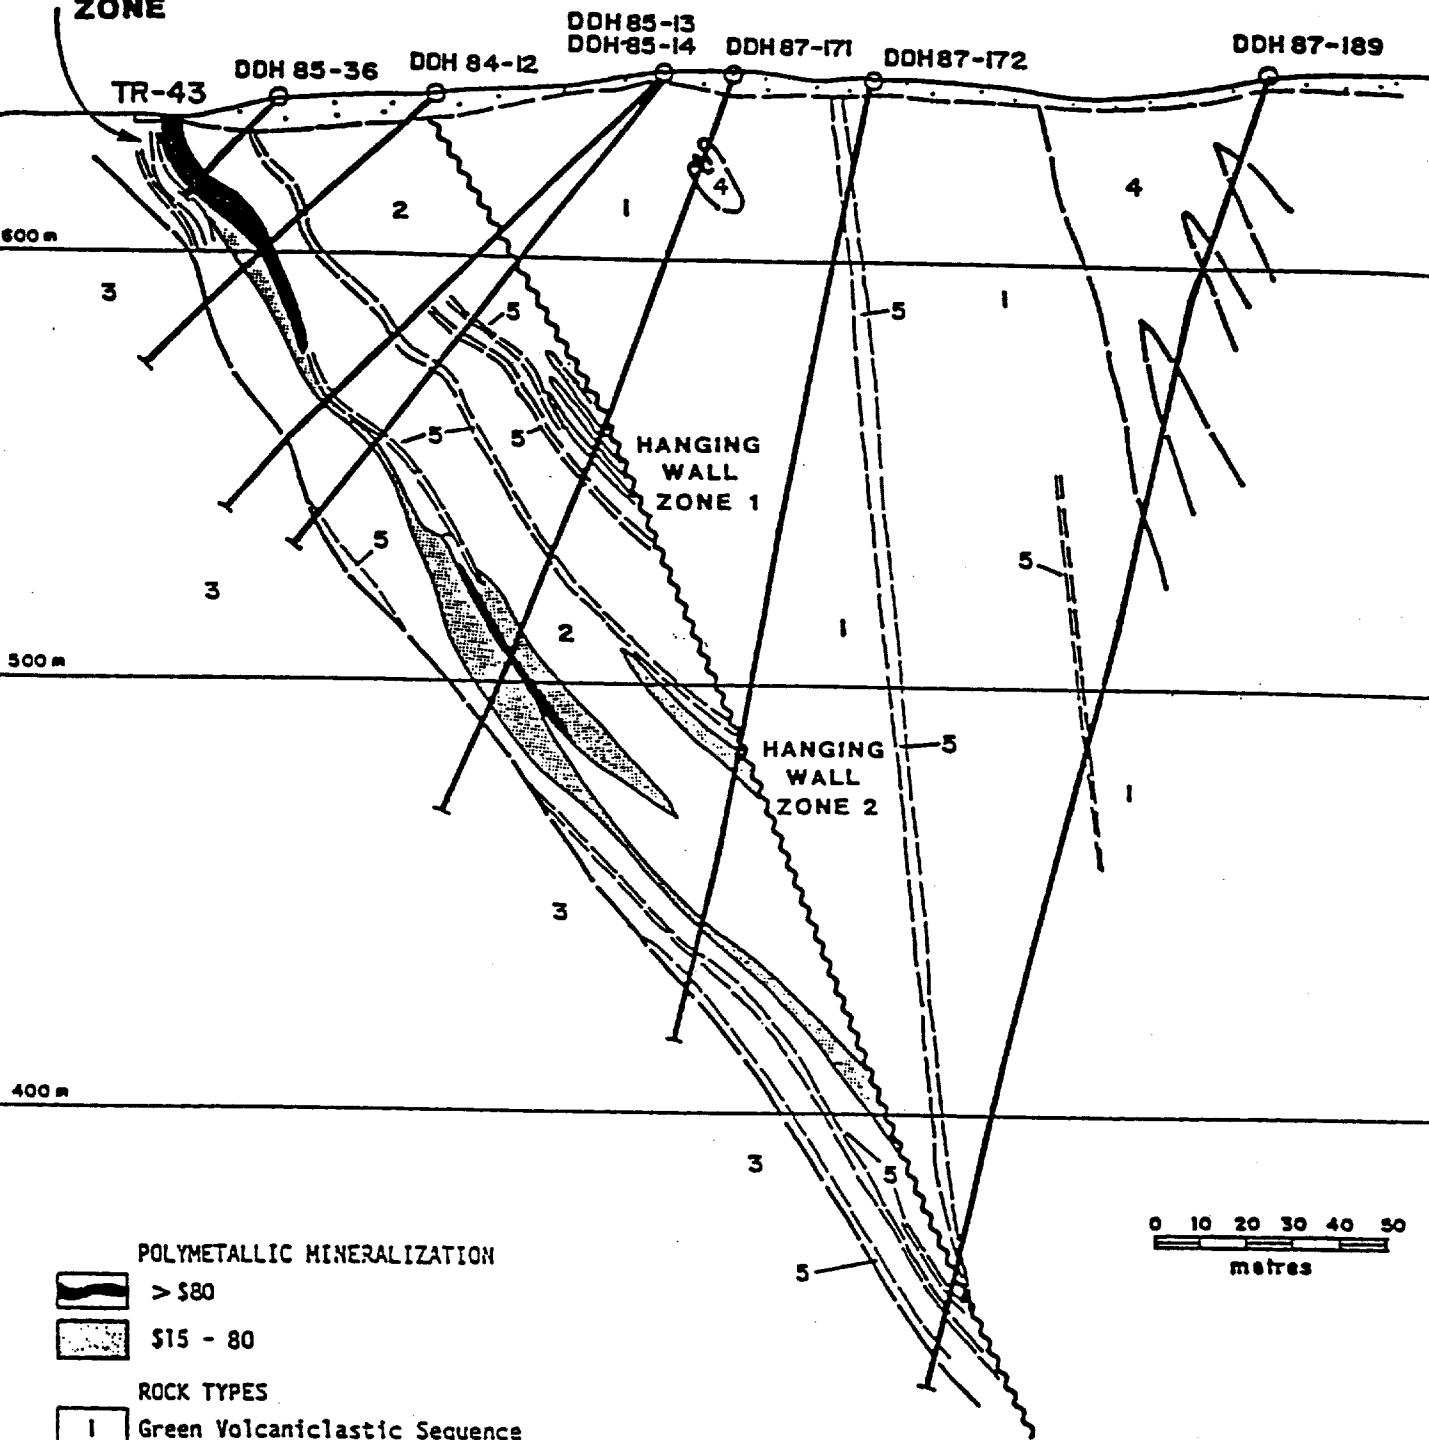 ZONE
DDH 85-13
DDH 85-14
DDH 87-171
DDH 87-172
DDH 87-189
DDH 85-36
DDH 84-12
TR-43
2
1
4
4
600 m
3
5
5
1
5
5
HANGING
WALL
ZONE 1
5
3
5
2
1
500 m
5
HANGING
WALL
ZONE 2
1
3
400 m
3
5
5
0 10 20 30 40 50
metres
POLYMETALLIC MINERALIZATION
> $80
$15 - 80
ROCK TYPES
1 Green Volcaniclastic Sequence